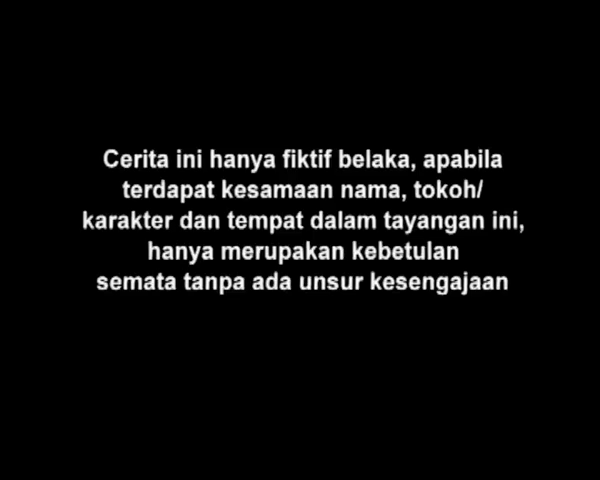 Cerita ini hanya fiktif belaka, apabila
terdapat kesamaan nama, tokoh/
karakter dan tempat dalam tayangan ini,
hanya merupakan kebetulan
semata tanpa ada unsur kesengajaan